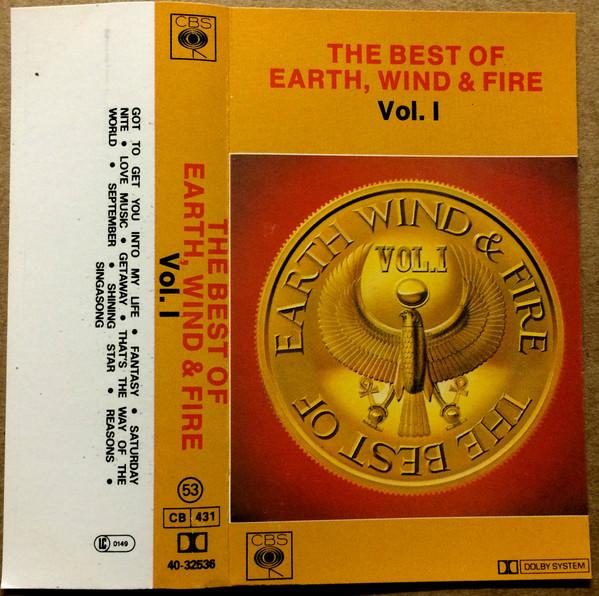 GOT TO GET YOU INTO MY LIFE • FANTASY • SATURDAY
NITE • LOVE MUSIC • GETAWAY • THAT'S THE WAY OF THE
WORLD • SEPTEMBER • SHINING STAR • REASONS •
SINGASONG
LC 0149
CBS
THE BEST OF
EARTH, WIND & FIRE
Vol. I
53
CB 431
40-32536
THE BEST OF
EARTH, WIND & FIRE
Vol. I
EARTH WIND & FIRE
VOL.I
THE BEST OF
CBS
DOLBY SYSTEM